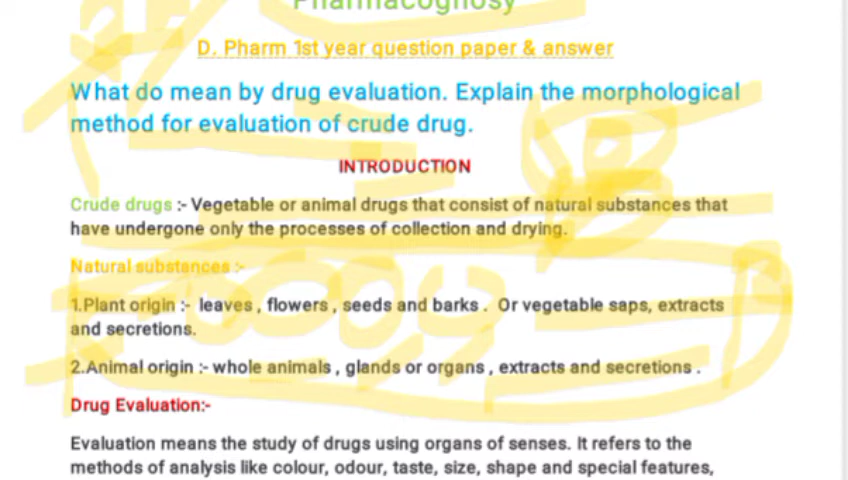 Pharmacognosy
D. Pharm 1st year question paper & answer
What do mean by drug evaluation. Explain the morphological
method for evaluation of crude drug.
INTRODUCTION
Crude drugs :- Vegetable or animal drugs that consist of natural substances that
have undergone only the processes of collection and drying.
Natural substances :-
1.Plant origin :- leaves , flowers , seeds and barks . Or vegetable saps, extracts
and secretions.
2.Animal origin :- whole animals , glands or organs , extracts and secretions .
Drug Evaluation:-
Evaluation means the study of drugs using organs of senses. It refers to the
methods of analysis like colour, odour, taste, size, shape and special features,